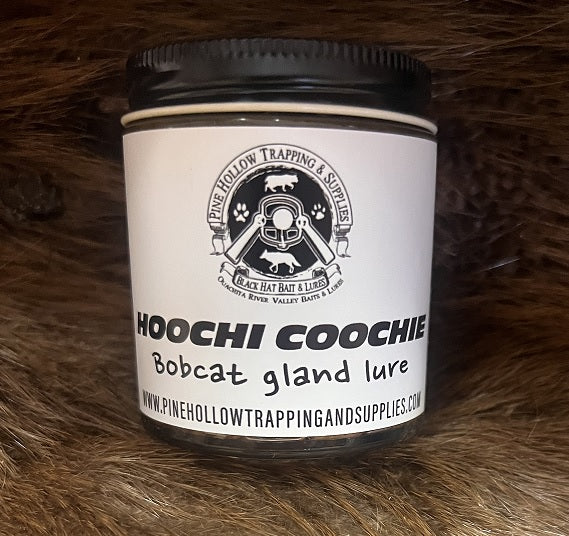 PINE HOLLOW TRAPPING & SUPPLIES
BLACK HAT BAIT & LURES
OUACHITA RIVER VALLEY BAITS & LURES
HOOCHI COOCHIE
Bobcat gland lure
WWW.PINEHOLLOWTRAPPINGANDSUPPLIES.COM